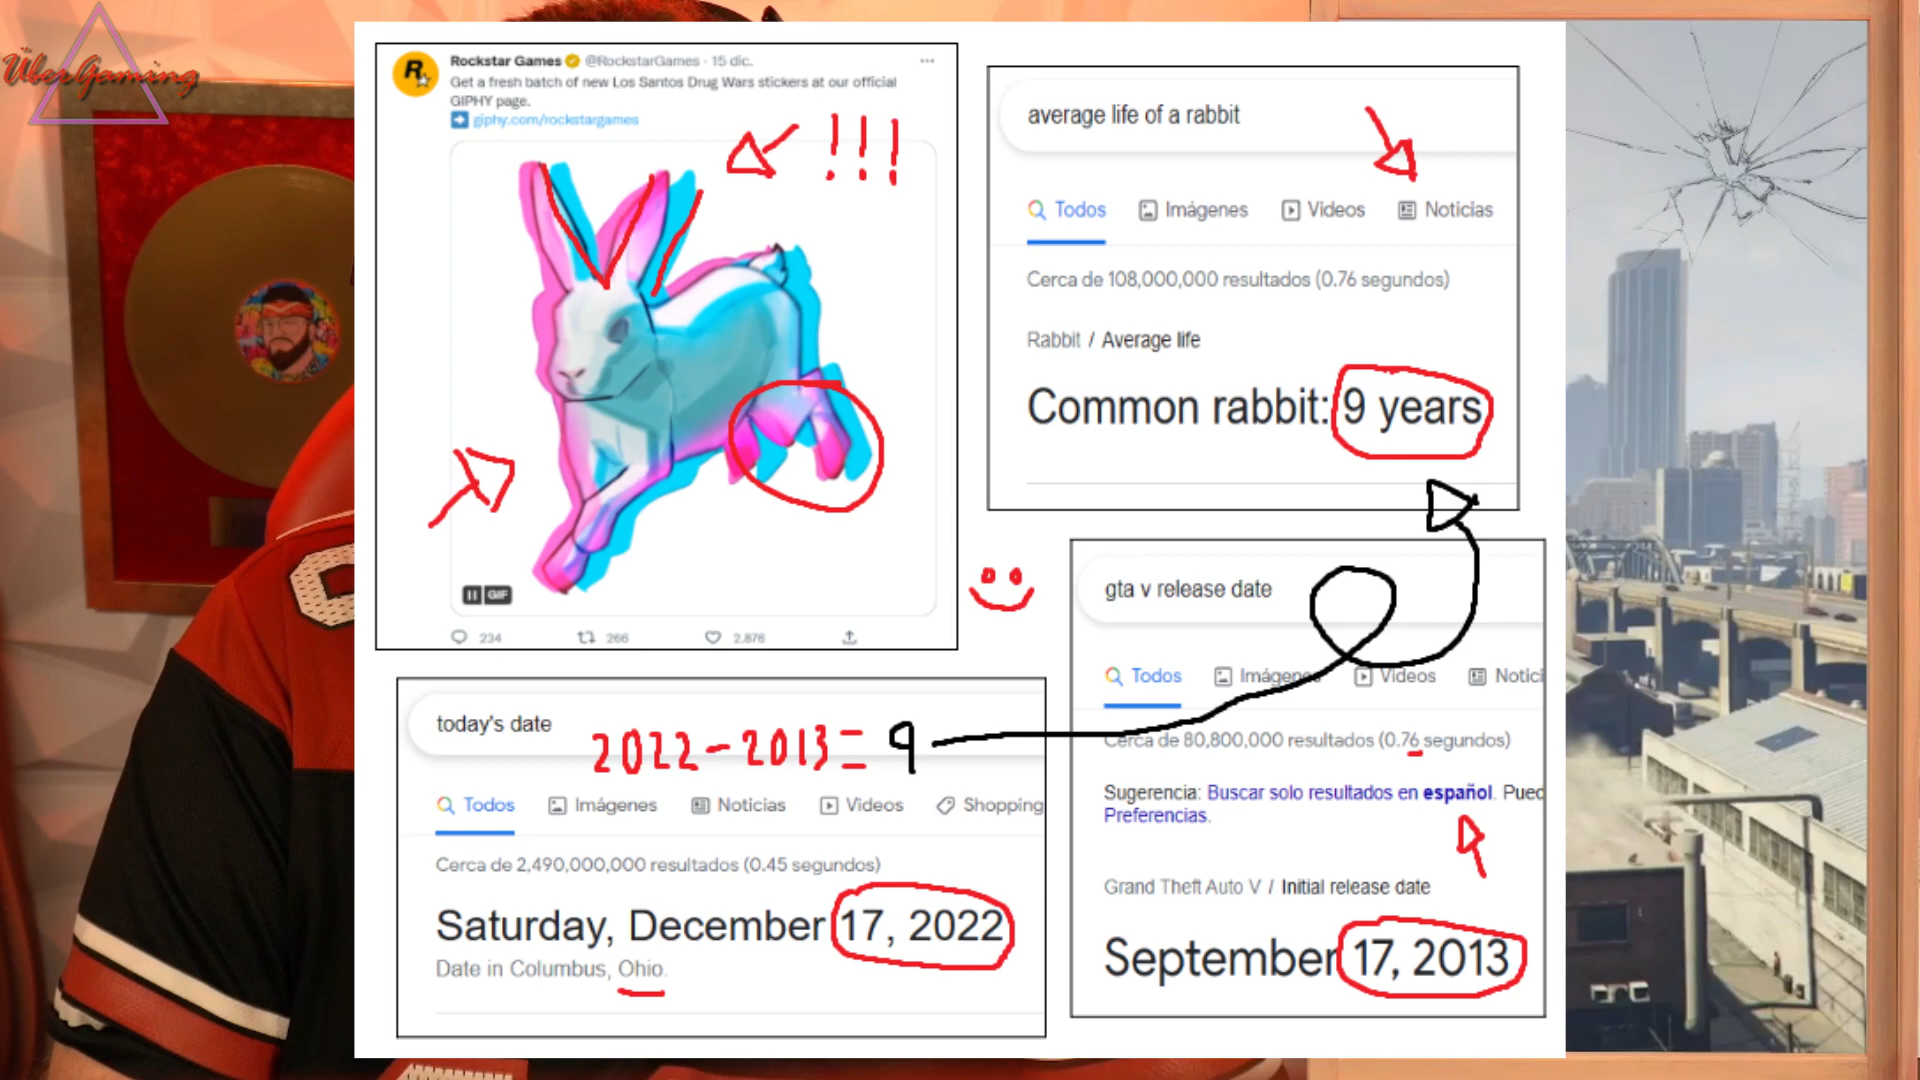 ÜberGaming
Rockstar Games @RockstarGames · 15 dic.
Get a fresh batch of new Los Santos Drug Wars stickers at our official
GIPHY page.
giphy.com/rockstargames
!!!
GIF
234 266 2.876
average life of a rabbit
Todos Imágenes Videos Noticias
Cerca de 108,000,000 resultados (0.76 segundos)
Rabbit / Average life
Common rabbit: 9 years
today's date
2022-2013= 9
Todos Imágenes Noticias Videos Shopping
Cerca de 2,490,000,000 resultados (0.45 segundos)
Saturday, December 17, 2022
Date in Columbus, Ohio.
gta v release date
Todos Imágenes Videos Notici
Cerca de 80,800,000 resultados (0.76 segundos)
Sugerencia: Buscar solo resultados en español. Pued
Preferencias.
Grand Theft Auto V / Initial release date
September 17, 2013